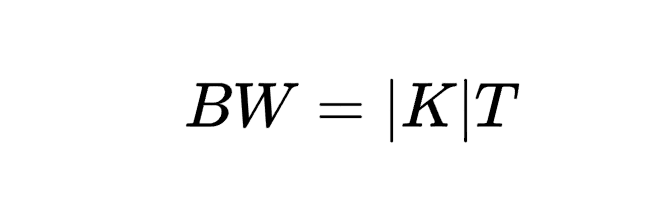 BW = |K|T